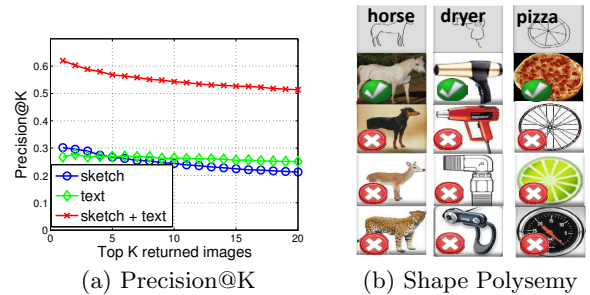 0.6
0.5
0.4
0.3
0.2
0.1
0
Precision@K
sketch
text
sketch + text
0 5 10 15 20
Top K returned images
(a) Precision@K
horse dryer pizza
(b) Shape Polysemy